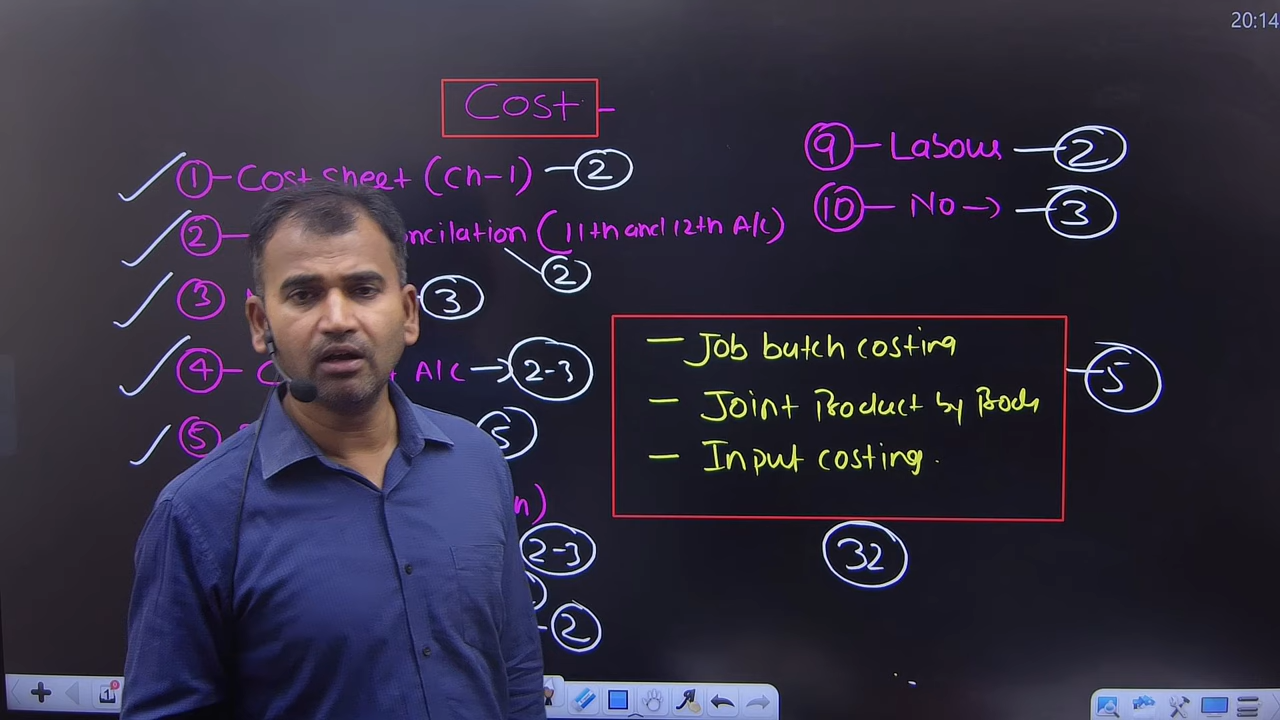 20:14
Cost
① - Cost sheet (Ch-1) - ②
② - ncilation (11th and 12th A/c)
②
③ ③
④ - A/c → ②-③
⑤ ⑤
n)
2-3
2
⑨ - Labour - ②
⑩ - No → - ③
- Job butch costing
- Joint Product by Prod
- Input costing.
5
32